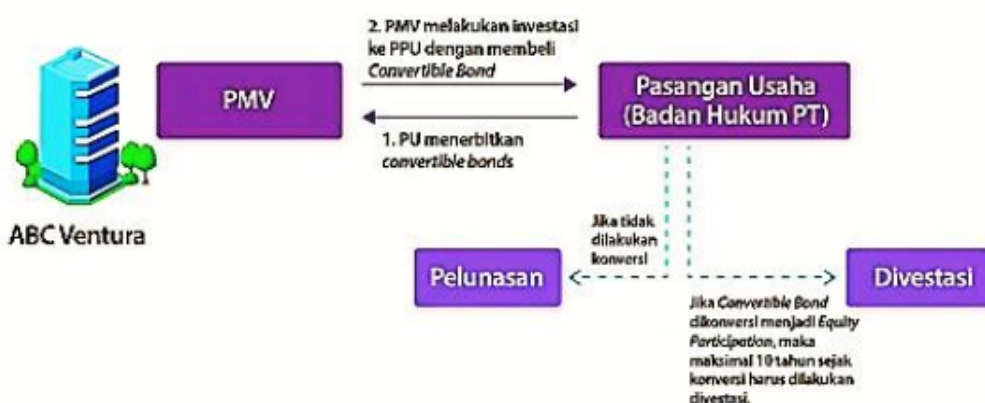 2. PMV melakukan investasi
ke PPU dengan membeli
Convertible Bond
PMV
Pasangan Usaha
(Badan Hukum PT)
1. PU menerbitkan
convertible bonds
ABC Ventura
Jika tidak
dilakukan
konversi
Pelunasan
Divestasi
Jika Convertible Bond
dikonversi menjadi Equity
Participation, maka
maksimal 10 tahun sejak
konversi harus dilakukan
divestasi.